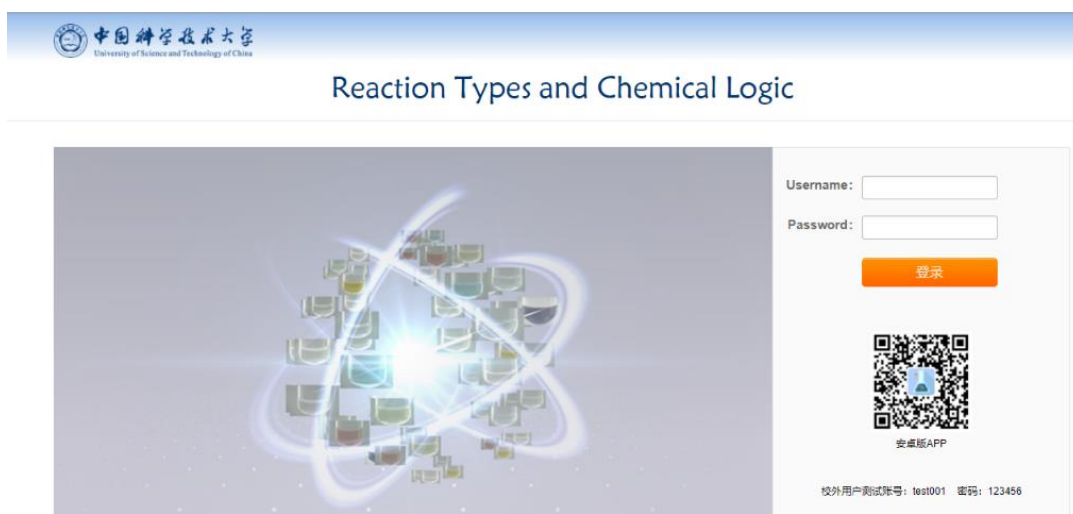 中国科学技术大学
University of Science and Technology of China
Reaction Types and Chemical Logic
Username:
Password:
登录
安卓版APP
校外用户测试账号：test001 密码：123456